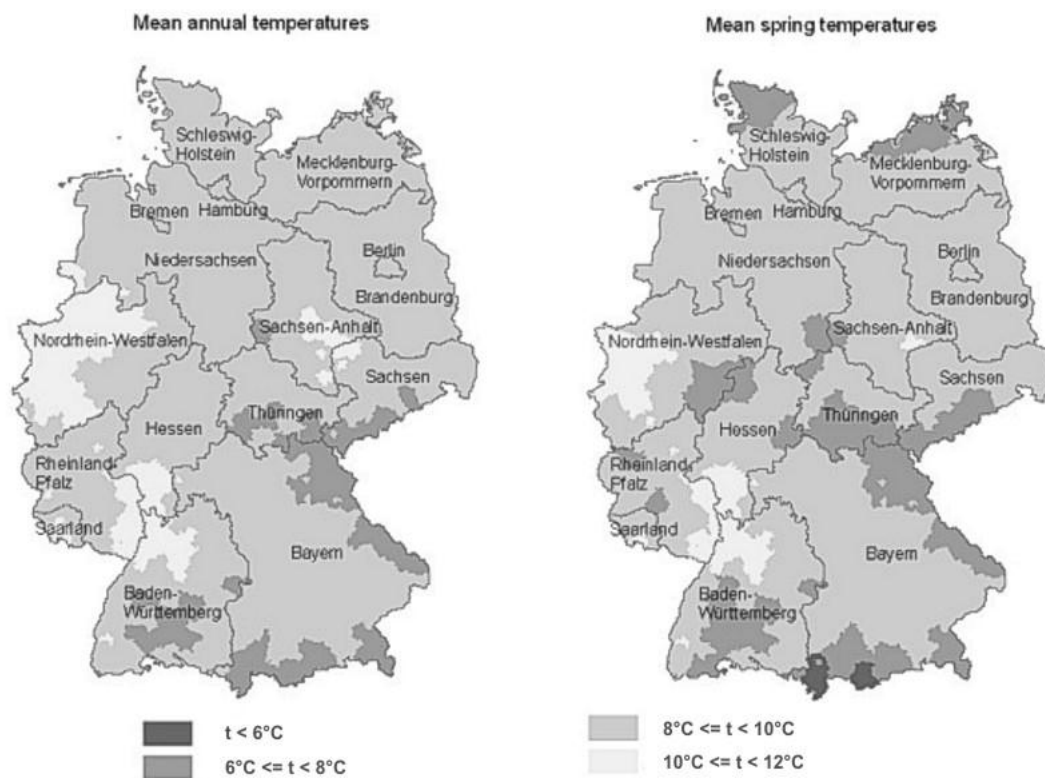 Mean annual temperatures
Schleswig-
Holstein
Mecklenburg-
Vorpommern
Bremen
Hamburg
Niedersachsen
Berlin
Brandenburg
Sachsen-Anhalt
Nordrhein-Westfalen
Sachsen
Thüringen
Hessen
Rheinland-
Pfalz
Saarland
Bayern
Baden-
Württemberg
Mean spring temperatures
Schleswig-
Holstein
Mecklenburg-
Vorpommern
Bremen
Hamburg
Niedersachsen
Berlin
Brandenburg
Sachsen-Anhalt
Nordrhein-Westfalen
Sachsen
Thüringen
Hessen
Rheinland-
Pfalz
Saarland
Bayern
Baden-
Württemberg
t < 6°C
6°C <= t < 8°C
8°C <= t < 10°C
10°C <= t < 12°C